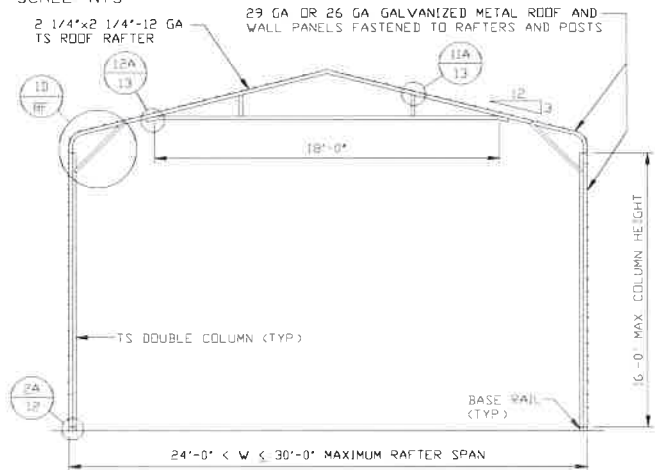 SCALE: NTS
2 1/4"x2 1/4"-12 GA
TS ROOF RAFTER
29 GA OR 26 GA GALVANIZED METAL ROOF AND
WALL PANELS FASTENED TO RAFTERS AND POSTS
12A
13
11A
13
1D
12
3
18'-0"
16'-0" MAX COLUMN HEIGHT
TS DOUBLE COLUMN (TYP)
2A
12
BASE RAIL
(TYP)
24'-0" < W ≤ 30'-0" MAXIMUM RAFTER SPAN